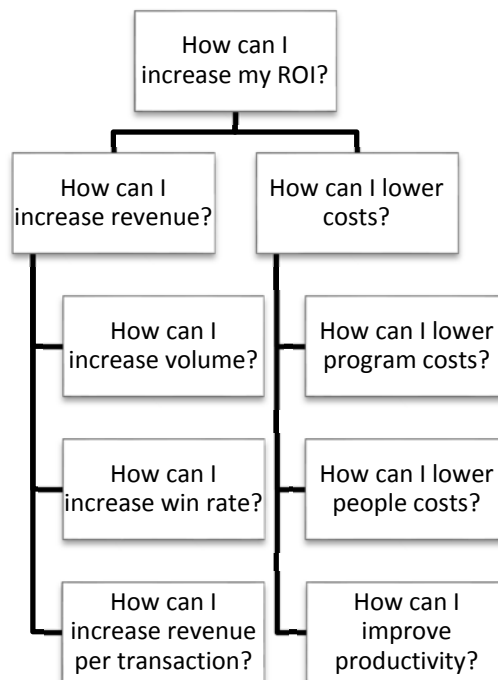 How can I
increase my ROI?
How can I
increase revenue?
How can I
increase volume?
How can I
increase win rate?
How can I
increase revenue
per transaction?
How can I lower
costs?
How can I lower
program costs?
How can I lower
people costs?
How can I
improve
productivity?